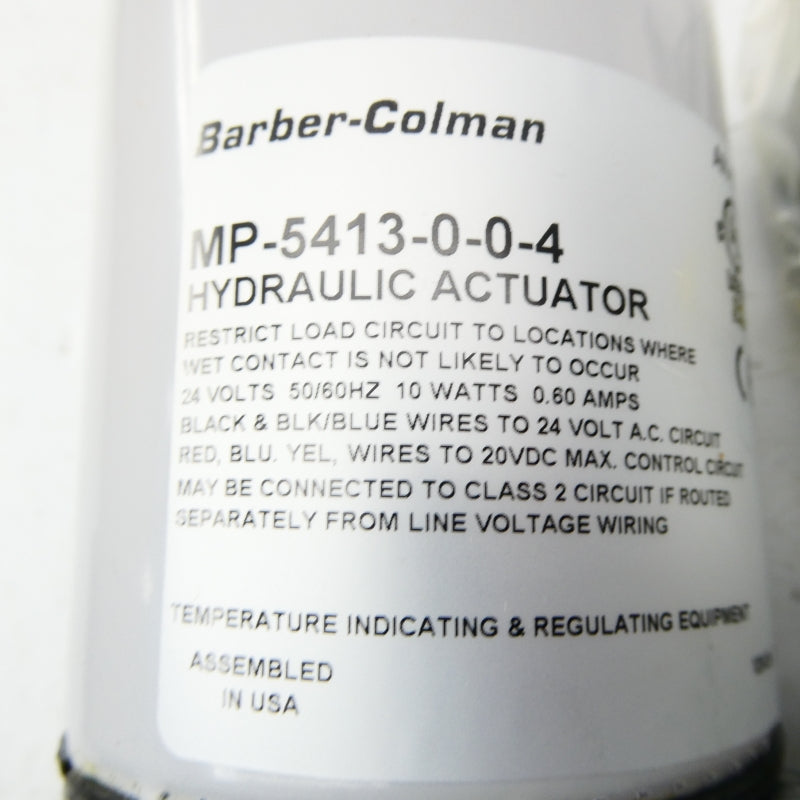 Barber-Colman
MP-5413-0-0-4
HYDRAULIC ACTUATOR
RESTRICT LOAD CIRCUIT TO LOCATIONS WHERE
WET CONTACT IS NOT LIKELY TO OCCUR
24 VOLTS 50/60HZ 10 WATTS 0.60 AMPS
BLACK & BLK/BLUE WIRES TO 24 VOLT A.C. CIRCUIT
RED, BLU. YEL, WIRES TO 20VDC MAX. CONTROL CIRCUIT
MAY BE CONNECTED TO CLASS 2 CIRCUIT IF ROUTED
SEPARATELY FROM LINE VOLTAGE WIRING
TEMPERATURE INDICATING & REGULATING EQUIPMENT
ASSEMBLED
IN USA